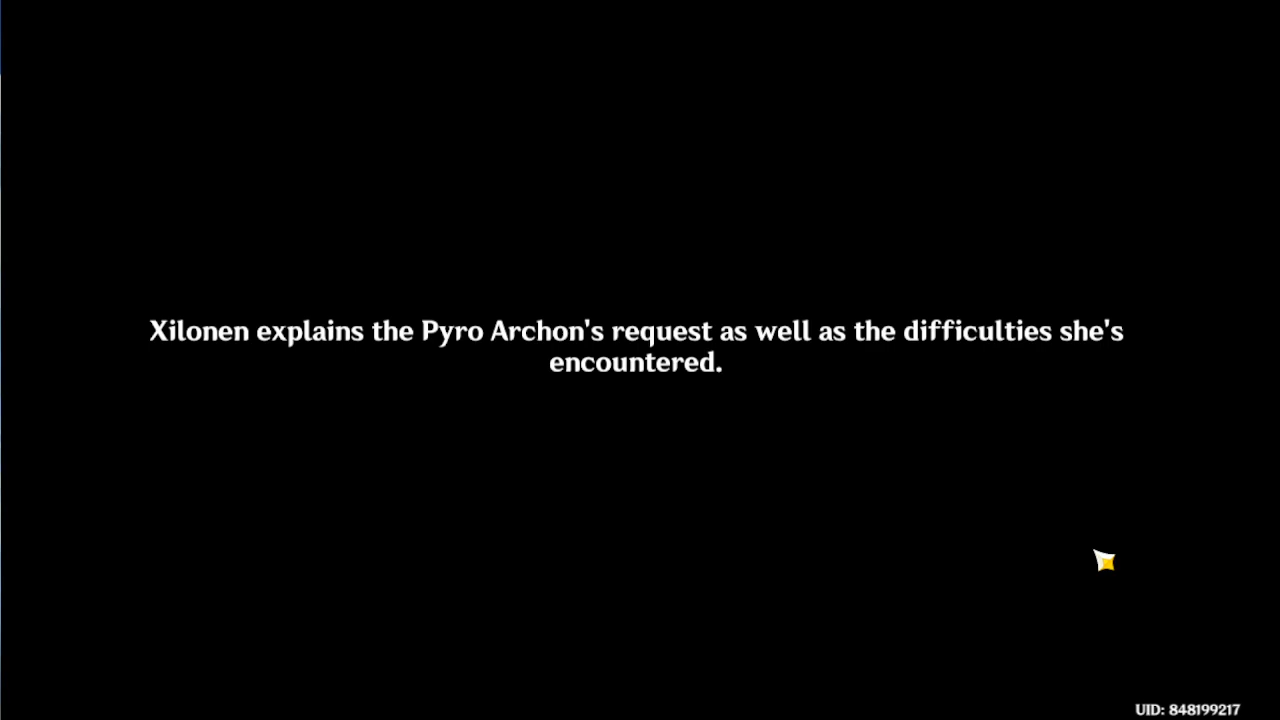 Xilonen explains the Pyro Archon's request as well as the difficulties she's
encountered.
UID: 848199217